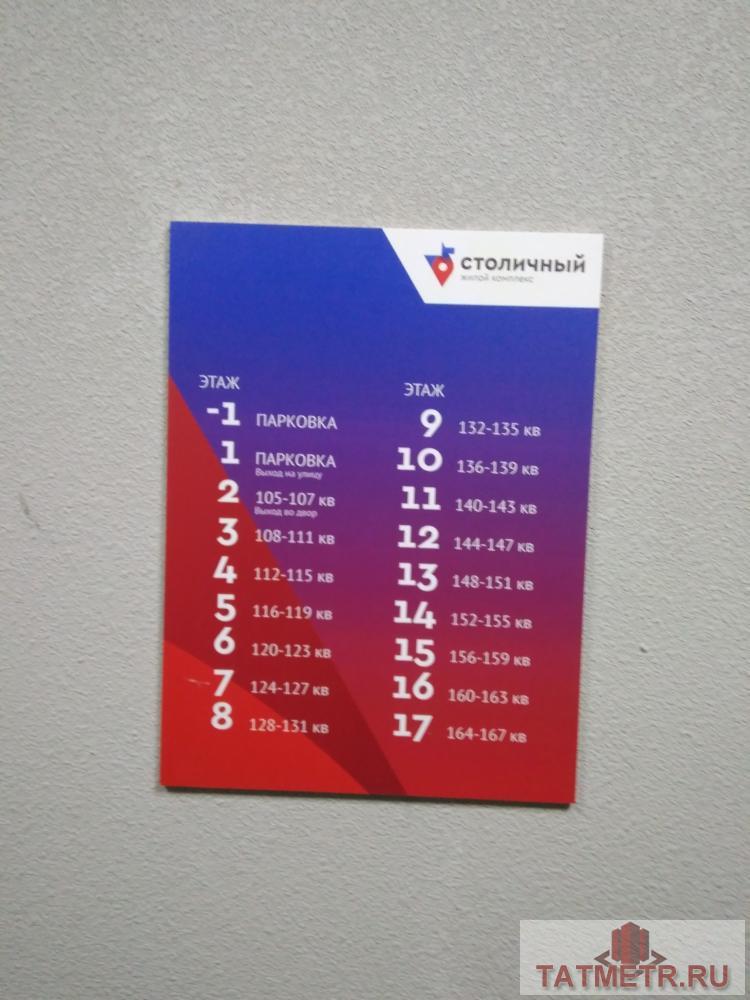 СТОЛИЧНЫЙ
жилой комплекс
ЭТАЖ
-1 ПАРКОВКА
1 ПАРКОВКА
Выход на улицу
2 105-107 кв
Выход во двор
3 108-111 кв
4 112-115 кв
5 116-119 кв
6 120-123 кв
7 124-127 кв
8 128-131 кв
ЭТАЖ
9 132-135 кв
10 136-139 кв
11 140-143 кв
12 144-147 кв
13 148-151 кв
14 152-155 кв
15 156-159 кв
16 160-163 кв
17 164-167 кв
TATMETR.RU